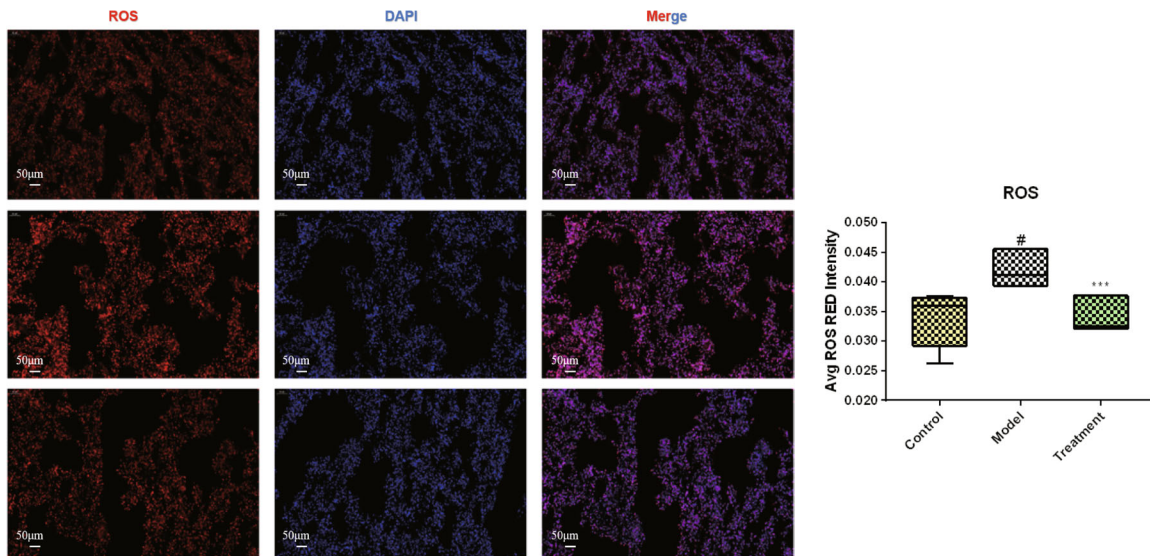 ROS DAPI Merge
50μm 50μm 50μm
50μm 50μm 50μm
50μm 50μm 50μm
ROS
Avg ROS RED Intensity
0.050
0.045
0.040
0.035
0.030
0.025
0.020
#
***
Control
Model
Treatment